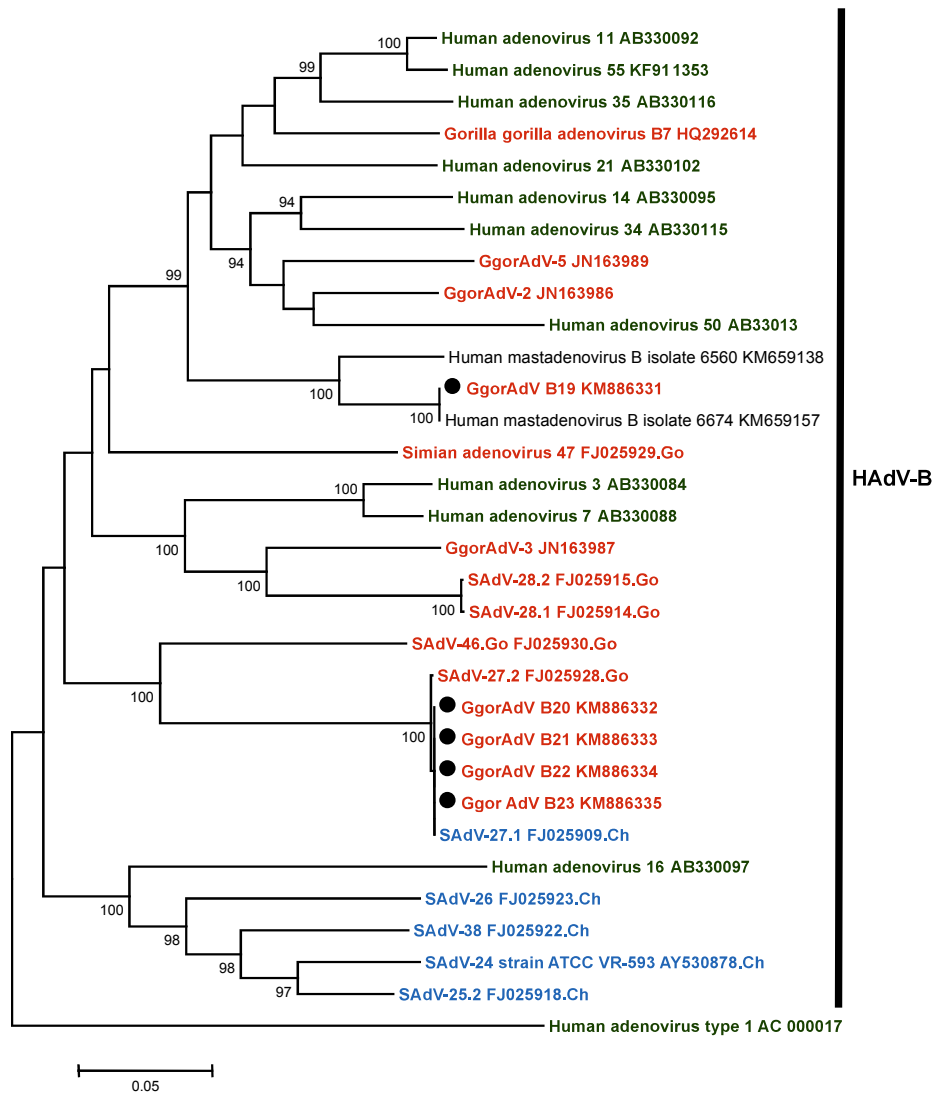 100
Human adenovirus 11 AB330092
99
Human adenovirus 55 KF911353
Human adenovirus 35 AB330116
Gorilla gorilla adenovirus B7 HQ292614
Human adenovirus 21 AB330102
94
Human adenovirus 14 AB330095
Human adenovirus 34 AB330115
94
GgorAdV-5 JN163989
99
GgorAdV-2 JN163986
Human adenovirus 50 AB33013
Human mastadenovirus B isolate 6560 KM659138
100
GgorAdV B19 KM886331
100
Human mastadenovirus B isolate 6674 KM659157
Simian adenovirus 47 FJ025929.Go
HAdV-B
100
Human adenovirus 3 AB330084
Human adenovirus 7 AB330088
100
GgorAdV-3 JN163987
100
SAdV-28.2 FJ025915.Go
100
SAdV-28.1 FJ025914.Go
SAdV-46.Go FJ025930.Go
100
SAdV-27.2 FJ025928.Go
GgorAdV B20 KM886332
100
GgorAdV B21 KM886333
GgorAdV B22 KM886334
Ggor AdV B23 KM886335
SAdV-27.1 FJ025909.Ch
Human adenovirus 16 AB330097
100
SAdV-26 FJ025923.Ch
98
SAdV-38 FJ025922.Ch
98
SAdV-24 strain ATCC VR-593 AY530878.Ch
97
SAdV-25.2 FJ025918.Ch
Human adenovirus type 1 AC 000017
0.05